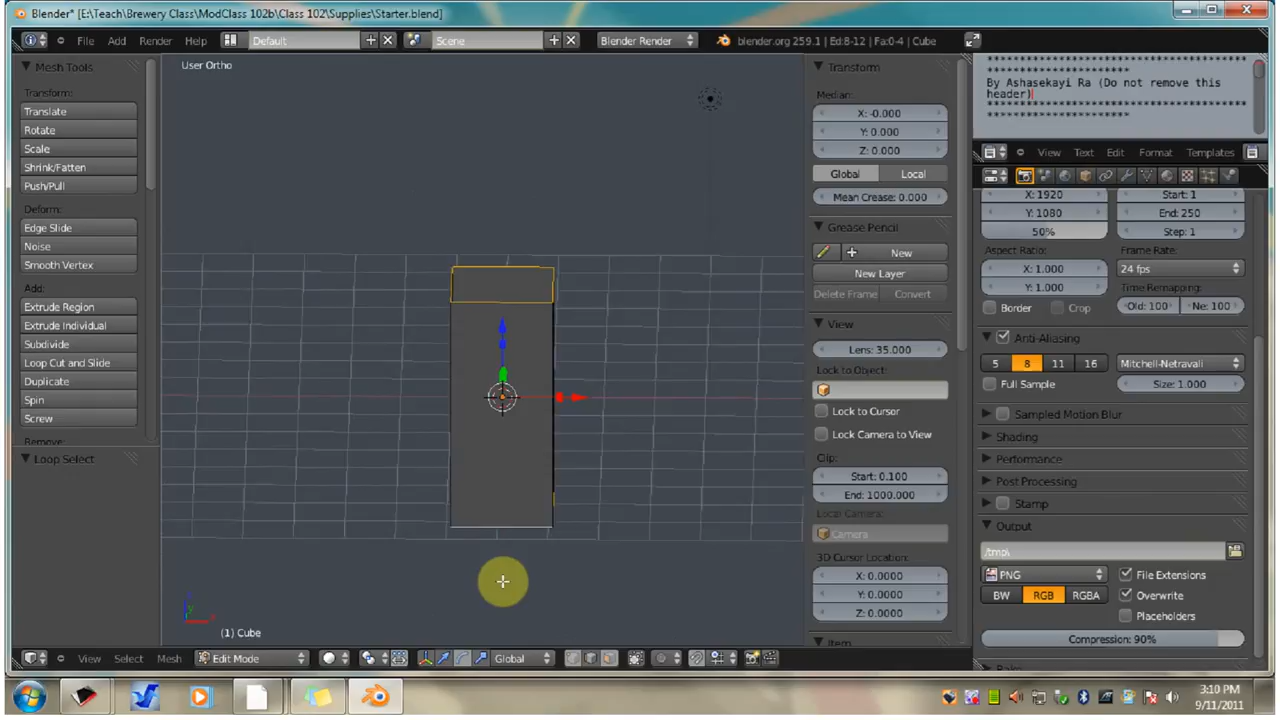 Blender* [E:\Teach\Brewery Class\ModClass 102b\Class 102\Supplies\Starter.blend]
File Add Render Help Default Scene Blender Render blender.org 259.1 | Ed:8-12 | Fa:0-4 | Cube
Mesh Tools
Transform:
Translate
Rotate
Scale
Shrink/Fatten
Push/Pull
Deform:
Edge Slide
Noise
Smooth Vertex
Add:
Extrude Region
Extrude Individual
Subdivide
Loop Cut and Slide
Duplicate
Spin
Screw
Remove:
Loop Select
User Ortho
(1) Cube
Transform
Median:
X: -0.000
Y: 0.000
Z: 0.000
Global Local
Mean Crease: 0.000
Grease Pencil
New
New Layer
Delete Frame Convert
View
Lens: 35.000
Lock to Object:
Lock to Cursor
Lock Camera to View
Clip:
Start: 0.100
End: 1000.000
Local Camera:
Camera
3D Cursor Location:
X: 0.0000
Y: 0.0000
Z: 0.0000
Item
By Ashasekayi Ra (Do not remove this
header)
View Text Edit Format Templates
X: 1920 Start: 1
Y: 1080 End: 250
50% Step: 1
Aspect Ratio: Frame Rate:
X: 1.000 24 fps
Y: 1.000 Time Remapping:
Border Crop Old: 100 Ne: 100
Anti-Aliasing
5 8 11 16 Mitchell-Netravali
Full Sample Size: 1.000
Sampled Motion Blur
Shading
Performance
Post Processing
Stamp
Output
/tmp\
PNG File Extensions
BW RGB RGBA Overwrite
Placeholders
Compression: 90%
View Select Mesh Edit Mode Global
3:10 PM
9/11/2011